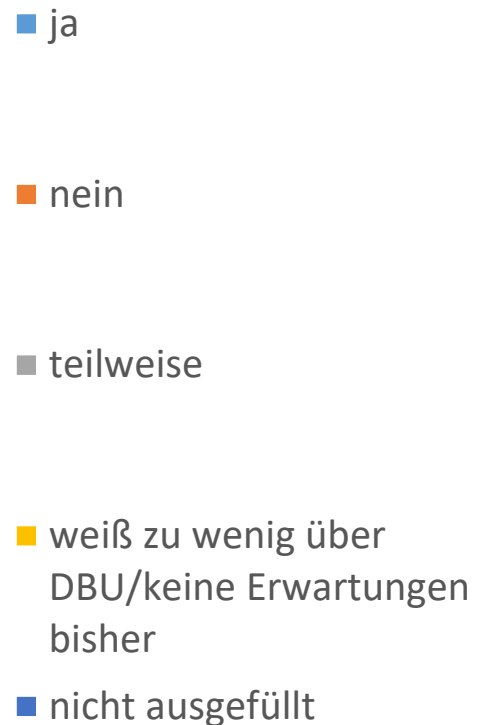 ja
nein
teilweise
weiß zu wenig über
DBU/keine Erwartungen
bisher
nicht ausgefüllt